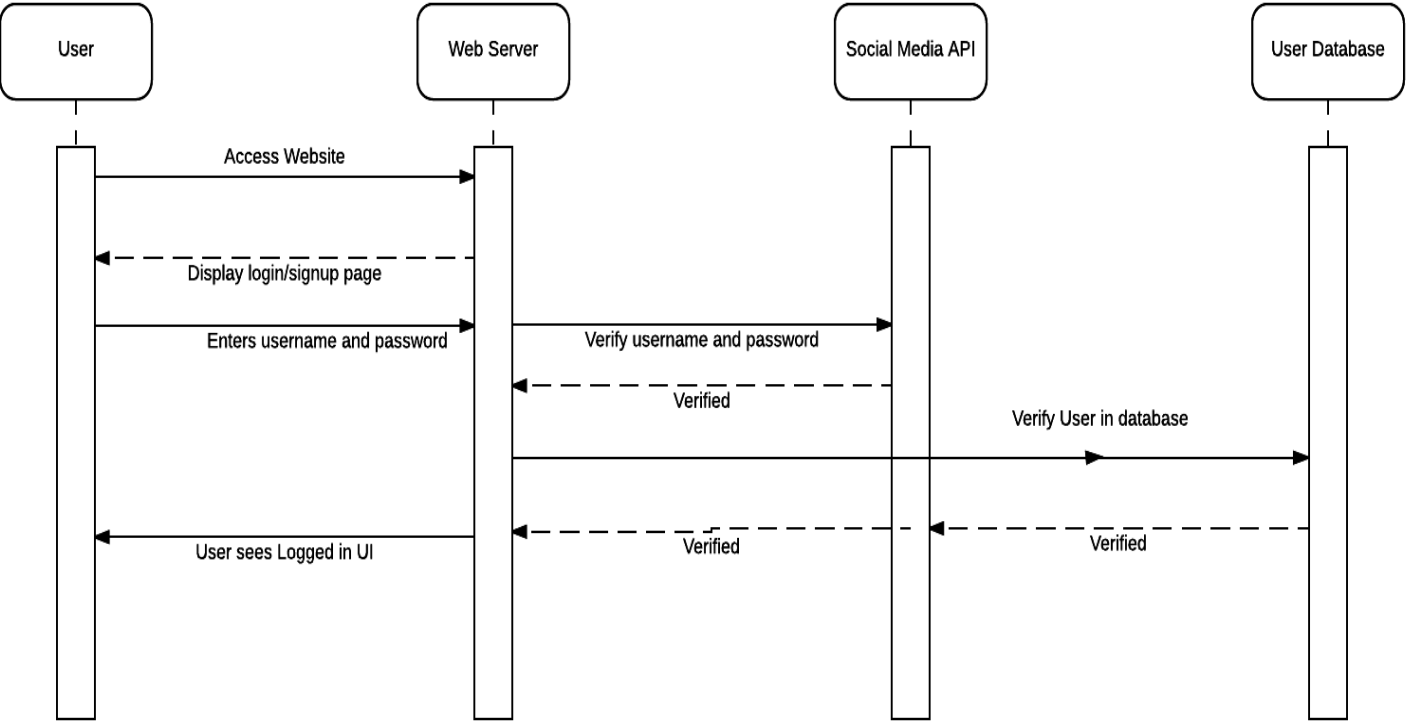 User
Web Server
Social Media API
User Database
Access Website
Display login/signup page
Enters username and password
Verify username and password
Verified
Verify User in database
User sees Logged in UI
Verified
Verified